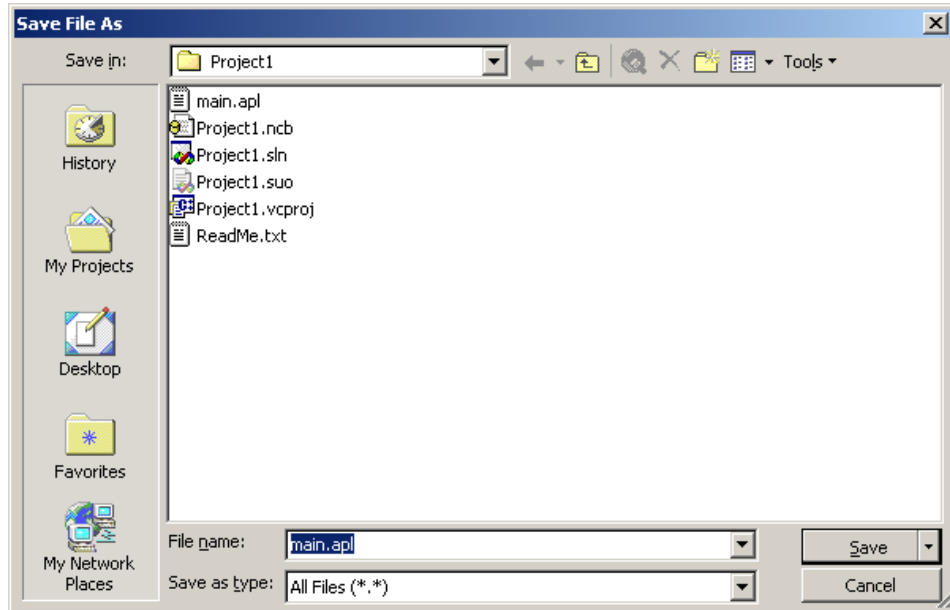 Save File As
Save in:
Project1
Tools
History
My Projects
Desktop
Favorites
My Network
Places
main.apl
Project1.ncb
Project1.sln
Project1.suo
Project1.vcproj
ReadMe.txt
File name:
main.apl
Save
Save as type:
All Files (*.*)
Cancel